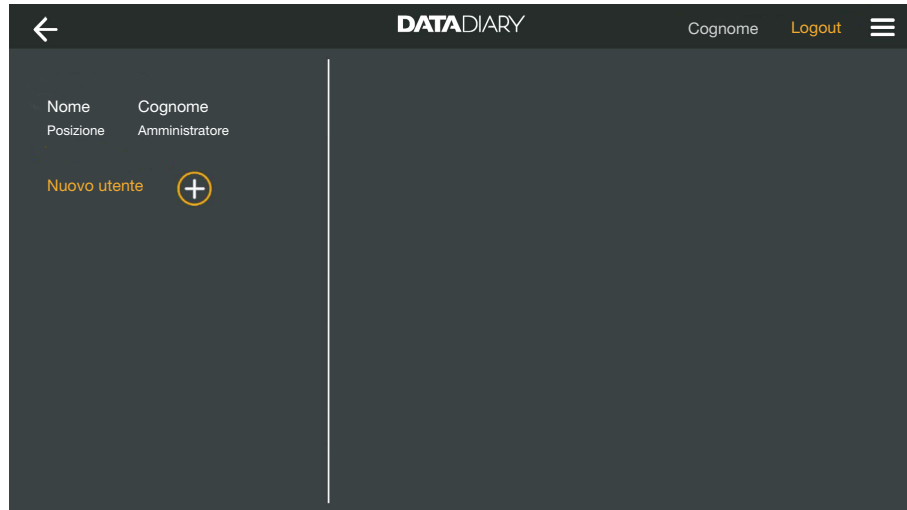 DATADIARY
Cognome Logout
Nome Cognome
Posizione Amministratore
Nuovo utente